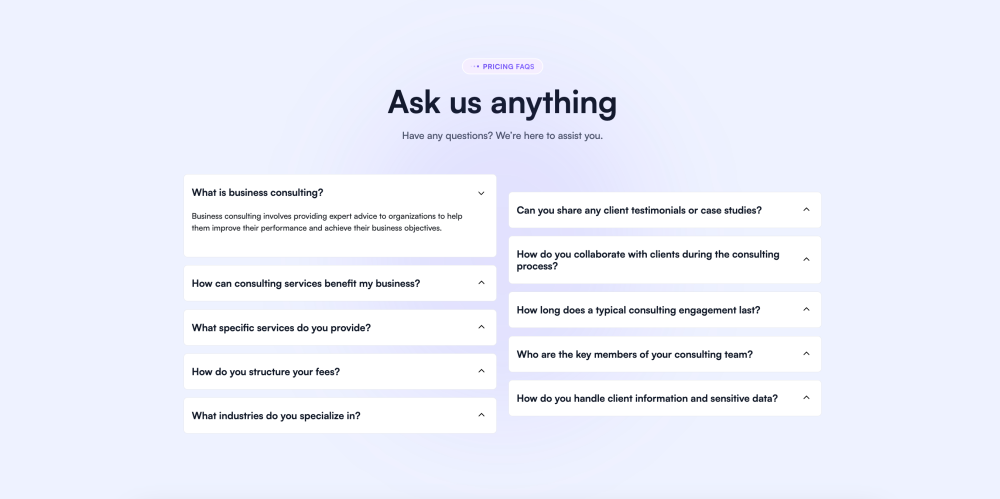 PRICING FAQS
Ask us anything
Have any questions? We're here to assist you.
What is business consulting?
Business consulting involves providing expert advice to organizations to help
them improve their performance and achieve their business objectives.
How can consulting services benefit my business?
What specific services do you provide?
How do you structure your fees?
What industries do you specialize in?
Can you share any client testimonials or case studies?
How do you collaborate with clients during the consulting
process?
How long does a typical consulting engagement last?
Who are the key members of your consulting team?
How do you handle client information and sensitive data?